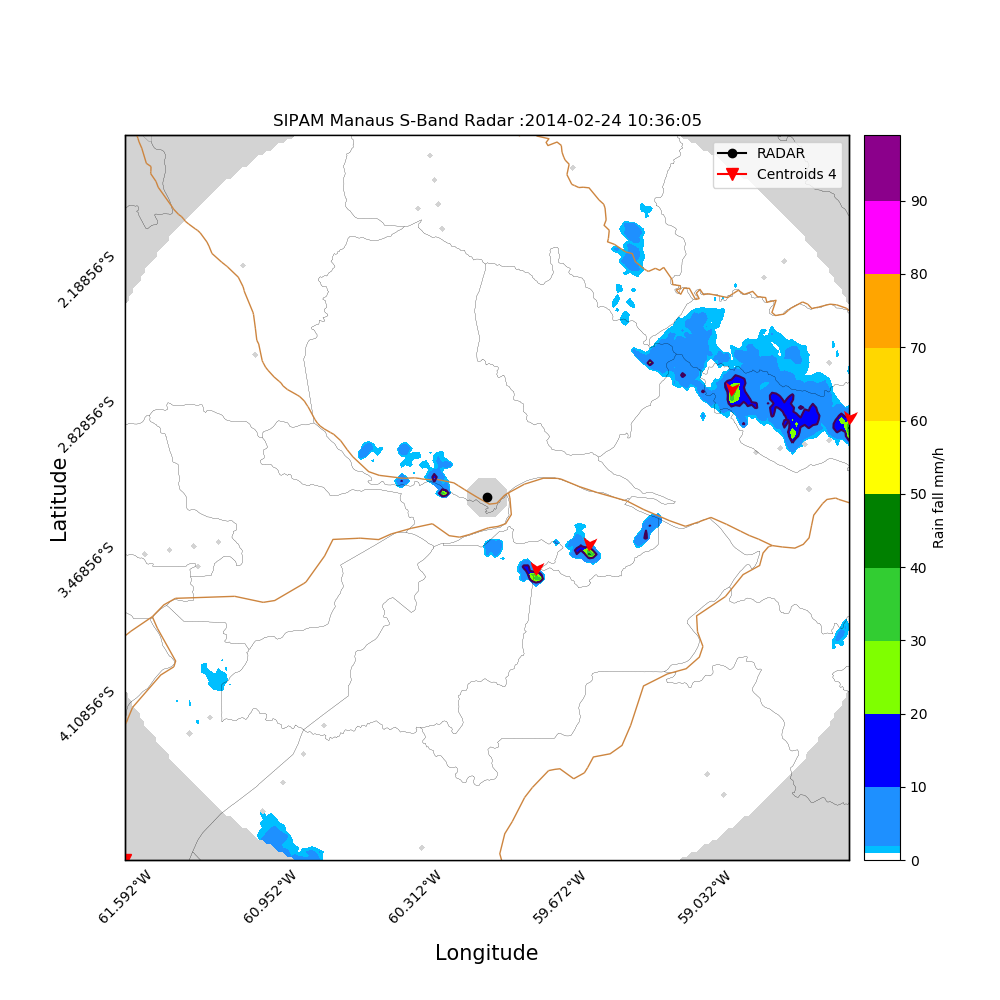 SIPAM Manaus S-Band Radar :2014-02-24 10:36:05
RADAR
Centroids 4
2.18856°S
2.82856°S
3.46856°S
4.10856°S
Latitude
61.592°W
60.952°W
60.312°W
59.672°W
59.032°W
Longitude
90
80
70
60
50
40
30
20
10
0
Rain fall mm/h